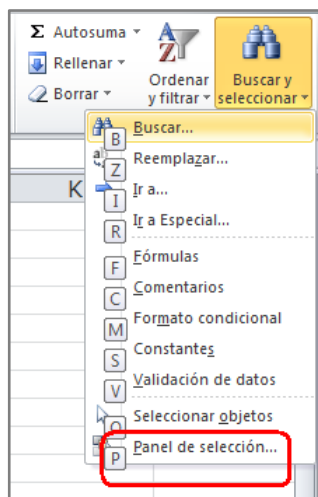 Σ Autosuma
Rellenar
Borrar
Ordenar
y filtrar
Buscar y
seleccionar
K
B Buscar...
Z Reemplazar...
I Ir a...
R Ir a Especial...
F Fórmulas
C Comentarios
M Formato condicional
S Constantes
V Validación de datos
O Seleccionar objetos
P Panel de selección...